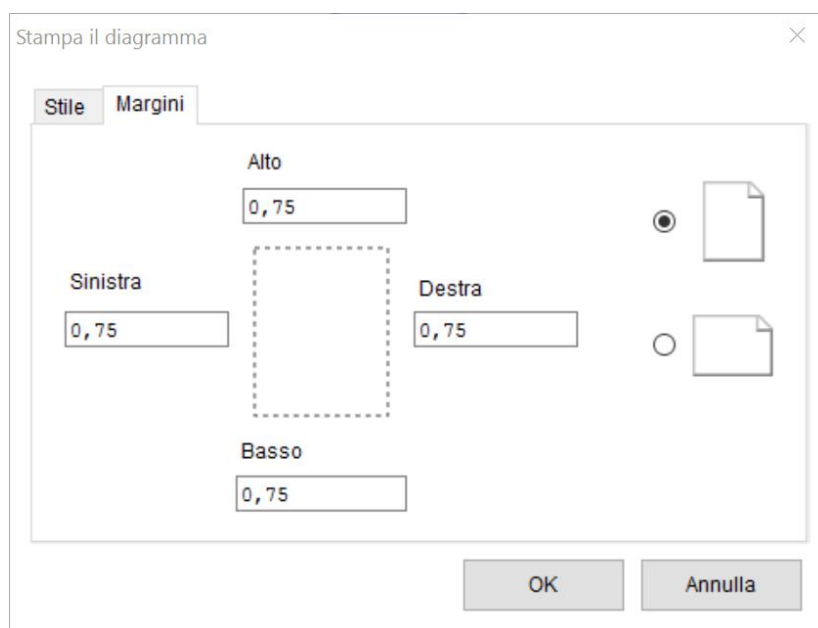 Stampa il diagramma
Stile Margini
Alto
0,75
Sinistra
0,75
Destra
0,75
Basso
0,75
OK Annulla